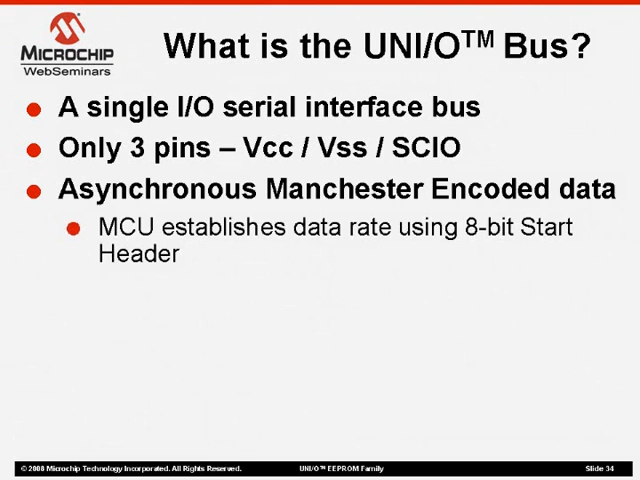 MICROCHIP
WebSeminars
What is the UNI/O™ Bus?
A single I/O serial interface bus
Only 3 pins – Vcc / Vss / SCIO
Asynchronous Manchester Encoded data
MCU establishes data rate using 8-bit Start
Header
© 2008 Microchip Technology Incorporated. All Rights Reserved. UNI/O™ EEPROM Family Slide 34